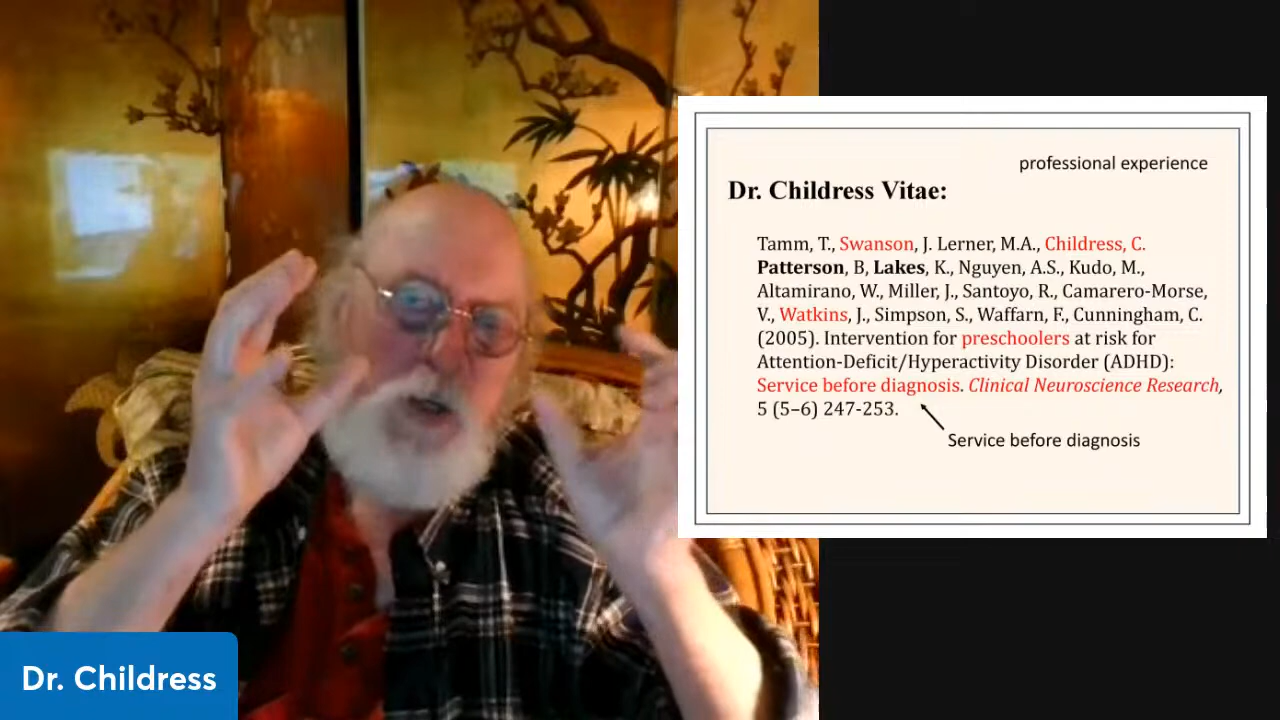 professional experience
Dr. Childress Vitae:
Tamm, T., Swanson, J. Lerner, M.A., Childress, C.
Patterson, B, Lakes, K., Nguyen, A.S., Kudo, M.,
Altamirano, W., Miller, J., Santoyo, R., Camarero-Morse,
V., Watkins, J., Simpson, S., Waffarn, F., Cunningham, C.
(2005). Intervention for preschoolers at risk for
Attention-Deficit/Hyperactivity Disorder (ADHD):
Service before diagnosis. Clinical Neuroscience Research,
5 (5–6) 247-253.
Service before diagnosis
Dr. Childress